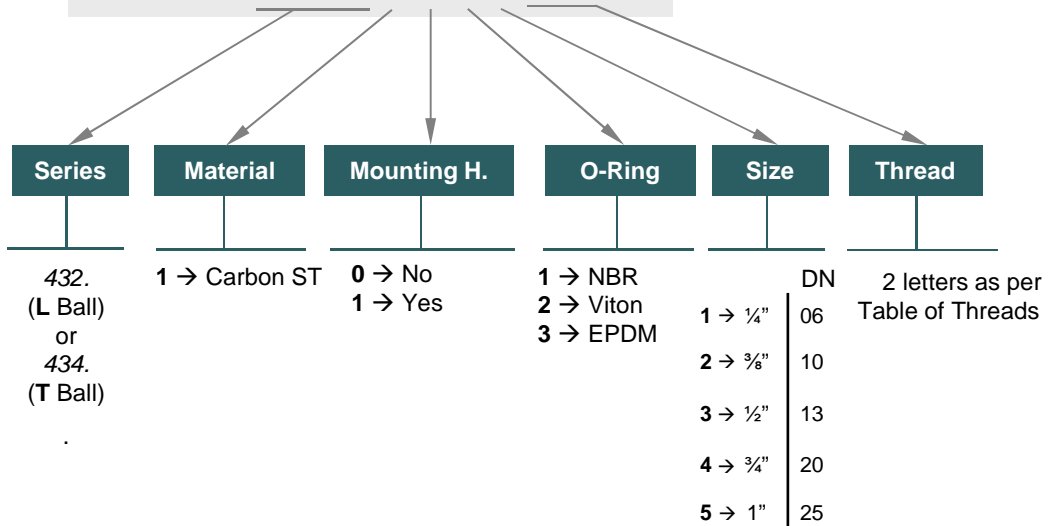 Series
Material
Mounting H.
O-Ring
Size
Thread
432.
(L Ball)
or
434.
(T Ball)
.
1 → Carbon ST
0 → No
1 → Yes
1 → NBR
2 → Viton
3 → EPDM
DN
1 → ¼” 06
2 → ⅜” 10
3 → ½” 13
4 → ¾” 20
5 → 1” 25
2 letters as per
Table of Threads